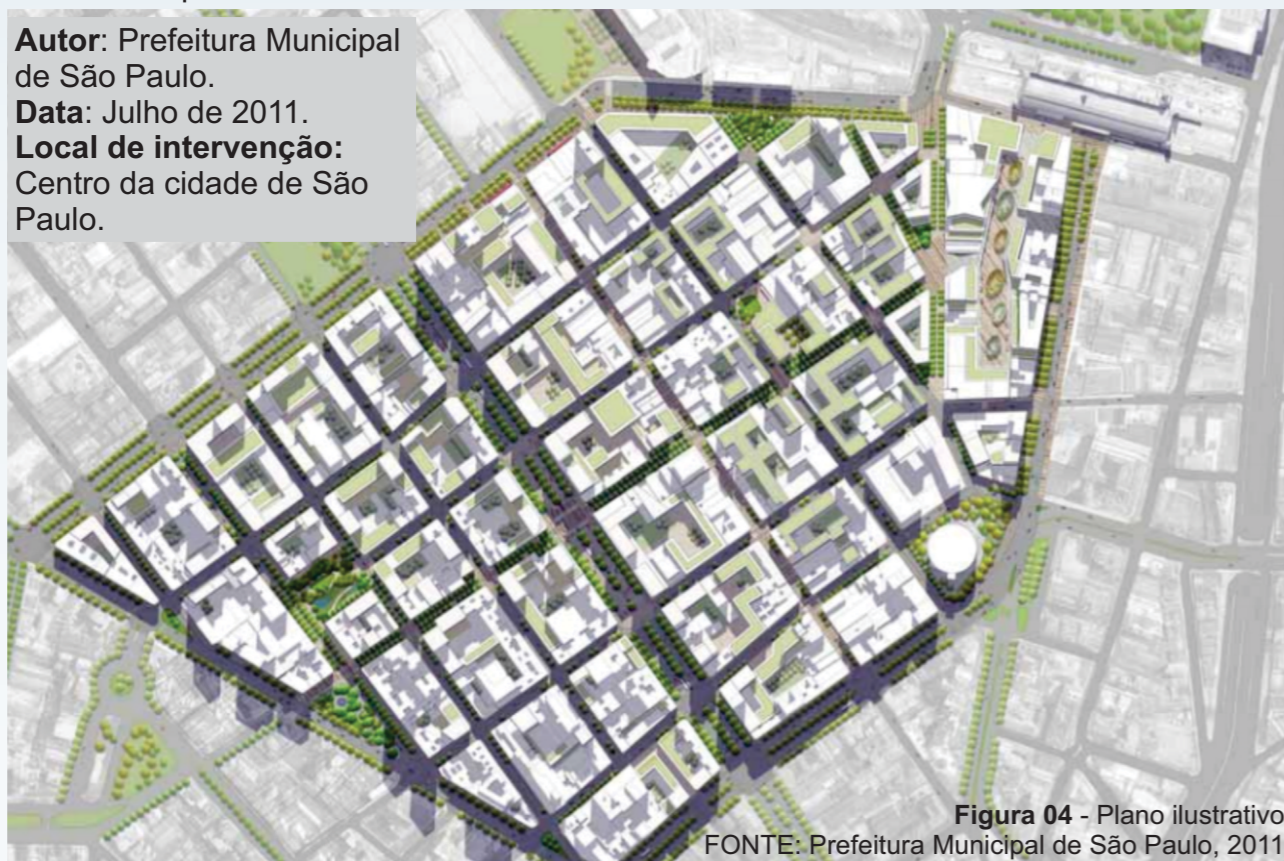 Autor: Prefeitura Municipal
de São Paulo.
Data: Julho de 2011.
Local de intervenção:
Centro da cidade de São
Paulo.
Figura 04 - Plano ilustrativo
FONTE: Prefeitura Municipal de São Paulo, 2011